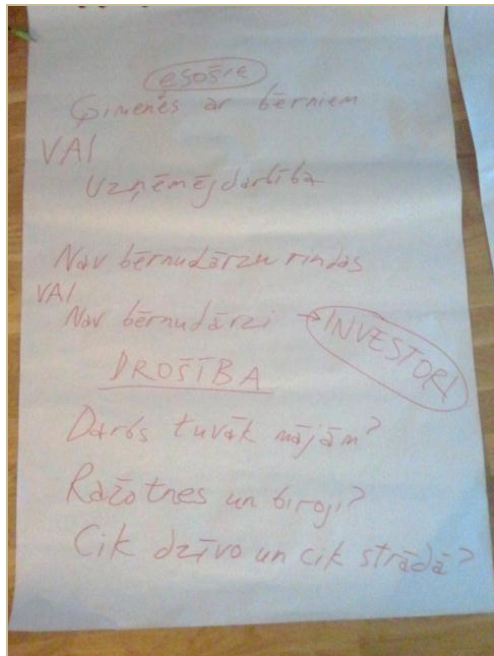 esošie
Ģimenes ar bērniem
VAI
Uzņēmējdarbība
Nav bērnudārzu rindas
VAI
Nav bērnudārzi → INVESTORI
DROŠĪBA
Darbs tuvāk mājām?
Ražotnes un biroji?
Cik dzīvo un cik strādā?